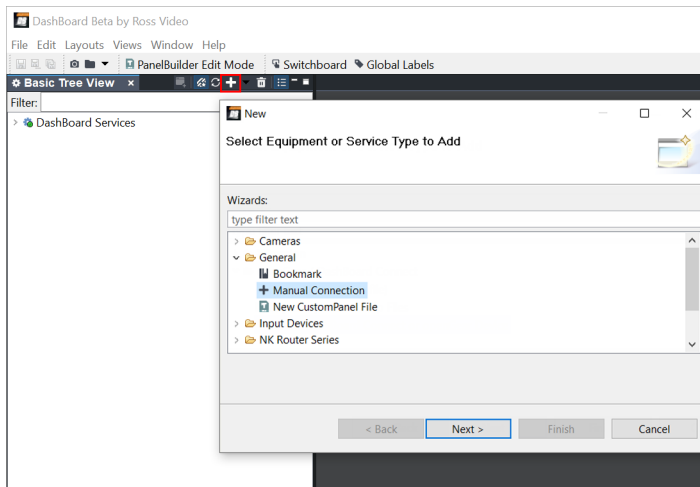 DashBoard Beta by Ross Video
File Edit Layouts Views Window Help
PanelBuilder Edit Mode Switchboard Global Labels
Basic Tree View
Filter:
DashBoard Services
New
Select Equipment or Service Type to Add
Wizards:
type filter text
Cameras
General
Bookmark
Manual Connection
New CustomPanel File
Input Devices
NK Router Series
< Back Next > Finish Cancel